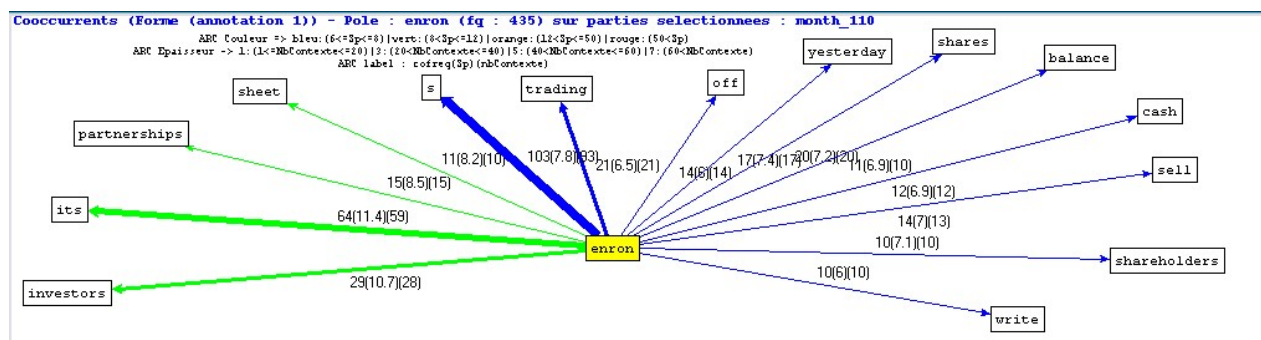 Cooccurrents (Forme (annotation 1)) - Pole : enron (fq : 435) sur parties selectionnees : month_110
ARC Couleur => bleu:(6<=Sp<=8)|vert:(8<Sp<=12)|orange:(12<Sp<=50)|rouge:(50<Sp)
ARC Epaisseur -> 1:(1<=NbContexte<=20)|3:(20<NbContexte<=40)|5:(40<NbContexte<=60)|7:(60<NbContexte)
ARC label : cofreq(Sp)(nbContexte)
shares
yesterday
balance
off
s
trading
sheet
cash
partnerships
sell
its
shareholders
investors
write
enron
11(8.2)(10)
103(7.8)(93)
21(6.5)(21)
14(6)(14)
17(7.4)(17)
20(7.2)(20)
11(6.9)(10)
15(8.5)(15)
12(6.9)(12)
64(11.4)(59)
14(7)(13)
10(7.1)(10)
29(10.7)(28)
10(6)(10)